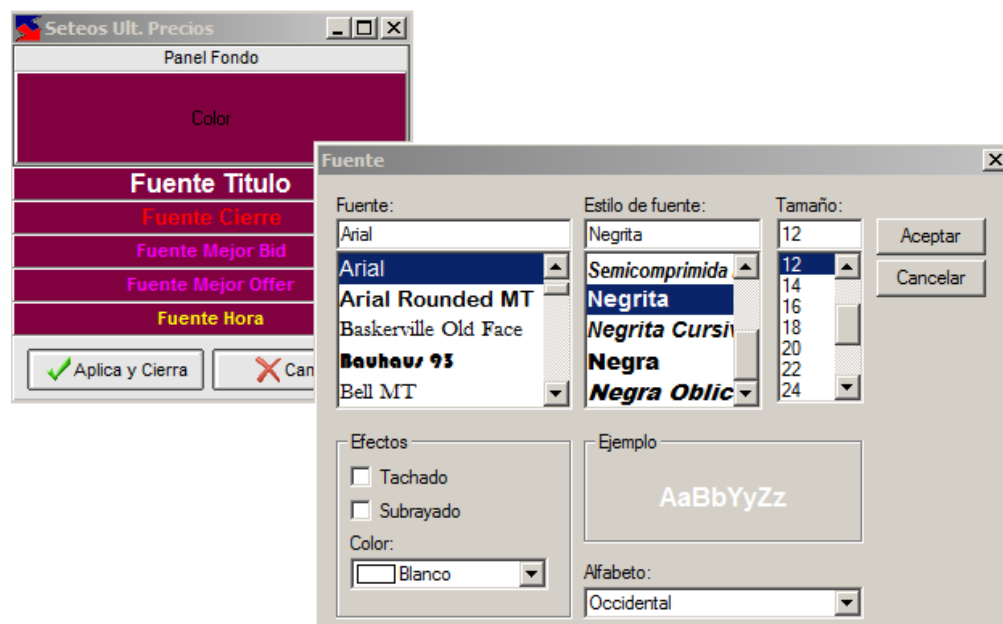 Seteos Ult. Precios
Panel Fondo
Color
Fuente Titulo
Fuente Cierre
Fuente Mejor Bid
Fuente Mejor Offer
Fuente Hora
Aplica y Cierra
Can
Fuente
Fuente:
Arial
Arial
Arial Rounded MT
Baskerville Old Face
Bauhaus 93
Bell MT
Estilo de fuente:
Negrita
Semicomprimida
Negrita
Negrita Cursiv
Negra
Negra Oblic
Tamaño:
12
12
14
16
18
20
22
24
Aceptar
Cancelar
Efectos
Tachado
Subrayado
Color:
Blanco
Ejemplo
AaBbYyZz
Alfabeto:
Occidental